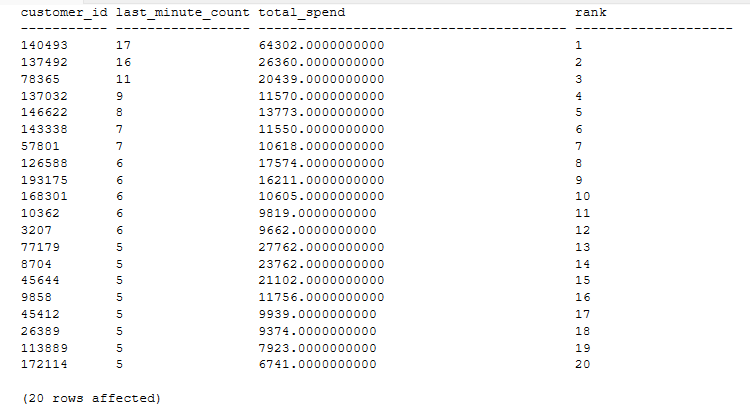 customer_id last_minute_count total_spend rank
----------- ----------------- --------------------------------------- --------------------
140493 17 64302.0000000000 1
137492 16 26360.0000000000 2
78365 11 20439.0000000000 3
137032 9 11570.0000000000 4
146622 8 13773.0000000000 5
143338 7 11550.0000000000 6
57801 7 10618.0000000000 7
126588 6 17574.0000000000 8
193175 6 16211.0000000000 9
168301 6 10605.0000000000 10
10362 6 9819.0000000000 11
3207 6 9662.0000000000 12
77179 5 27762.0000000000 13
8704 5 23762.0000000000 14
45644 5 21102.0000000000 15
9858 5 11756.0000000000 16
45412 5 9939.0000000000 17
26389 5 9374.0000000000 18
113889 5 7923.0000000000 19
172114 5 6741.0000000000 20
(20 rows affected)